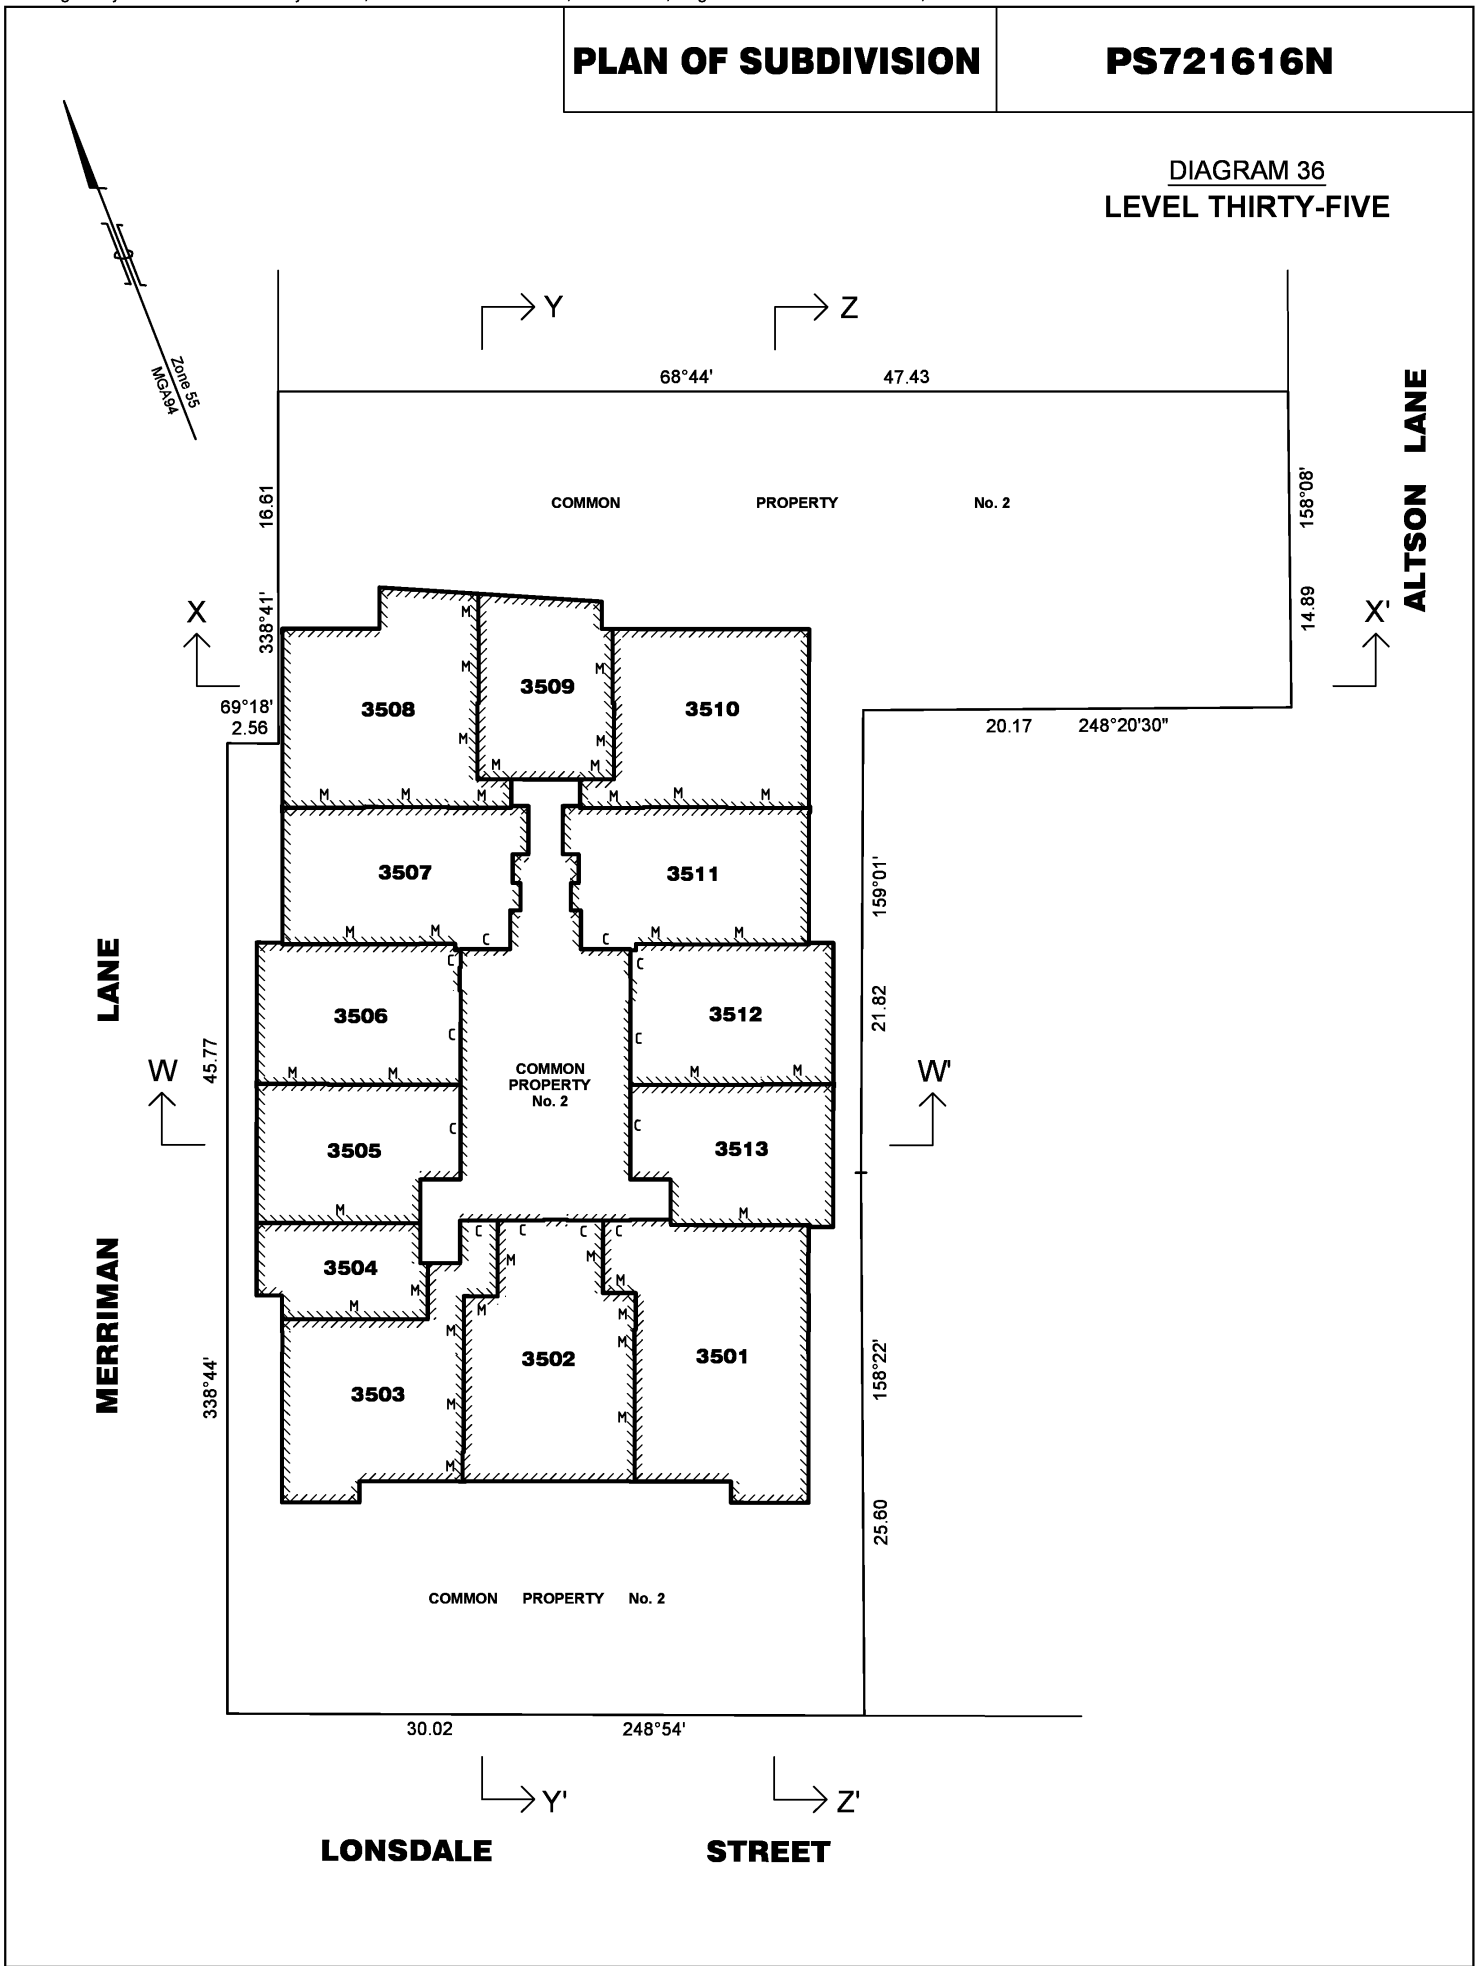 PLAN OF SUBDIVISION
PS721616N
DIAGRAM 36
LEVEL THIRTY-FIVE
Zone 55
MGA94
Y
Z
68°44' 47.43
ALTSON LANE
COMMON PROPERTY No. 2
16.61
338°41'
158°08'
14.89
X
X'
69°18'
2.56
20.17 248°20'30"
M
M
M
M
M
3508
3509
3510
M
M
M
M
M
M
M
M
M
M
3507
3511
159°01'
M
M
C
C
M
M
C
C
3506
3512
21.82
C
C
M
M
M
M
LANE
45.77
W
W'
COMMON
PROPERTY
No. 2
C
C
3505
3513
M
M
C
C
C
C
M
M
3504
M
M
M
M
MERRIMAN
338°44'
M
M
M
3502
3501
3503
158°22'
M
M
M
25.60
COMMON PROPERTY No. 2
30.02 248°54'
Y'
Z'
LONSDALE STREET